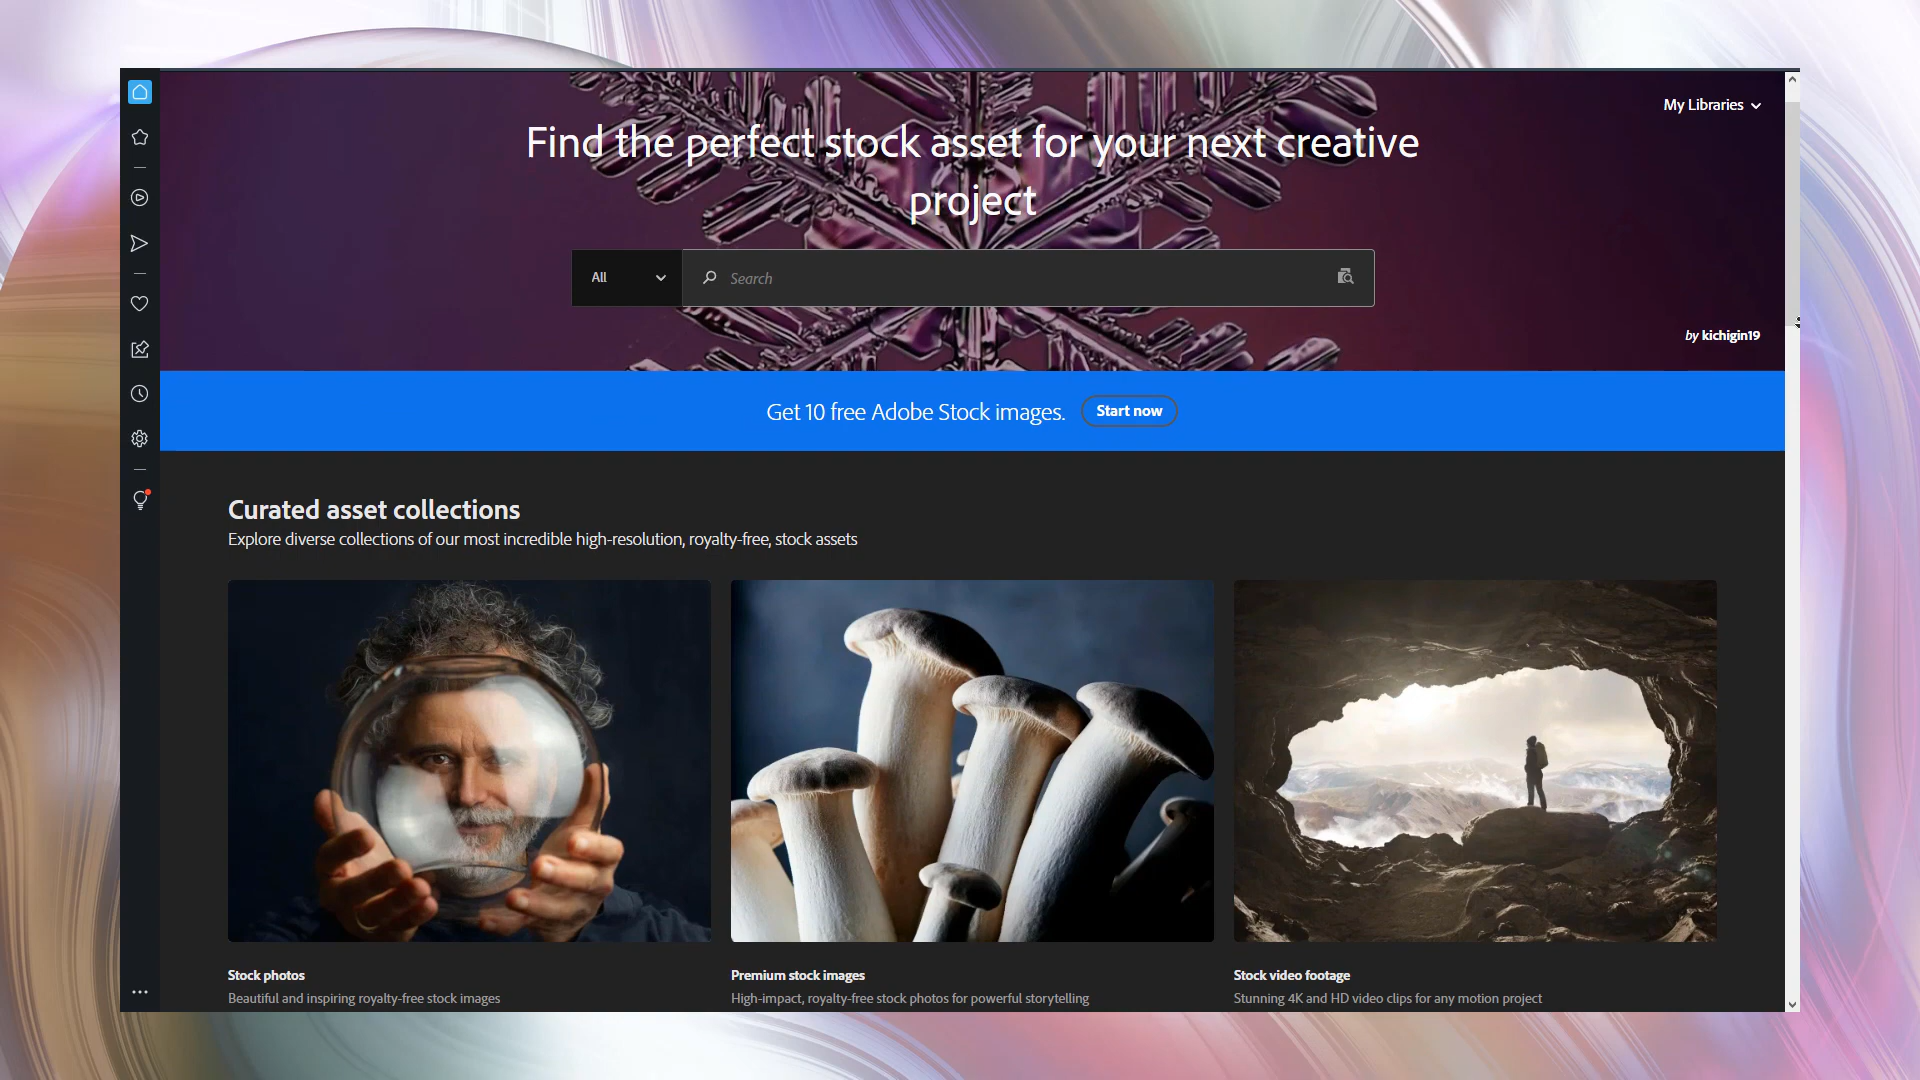 My Libraries
Find the perfect stock asset for your next creative
project
All
Search
by kichigin19
Get 10 free Adobe Stock images.
Start now
Curated asset collections
Explore diverse collections of our most incredible high-resolution, royalty-free, stock assets
Stock photos
Beautiful and inspiring royalty-free stock images
Premium stock images
High-impact, royalty-free stock photos for powerful storytelling
Stock video footage
Stunning 4K and HD video clips for any motion project